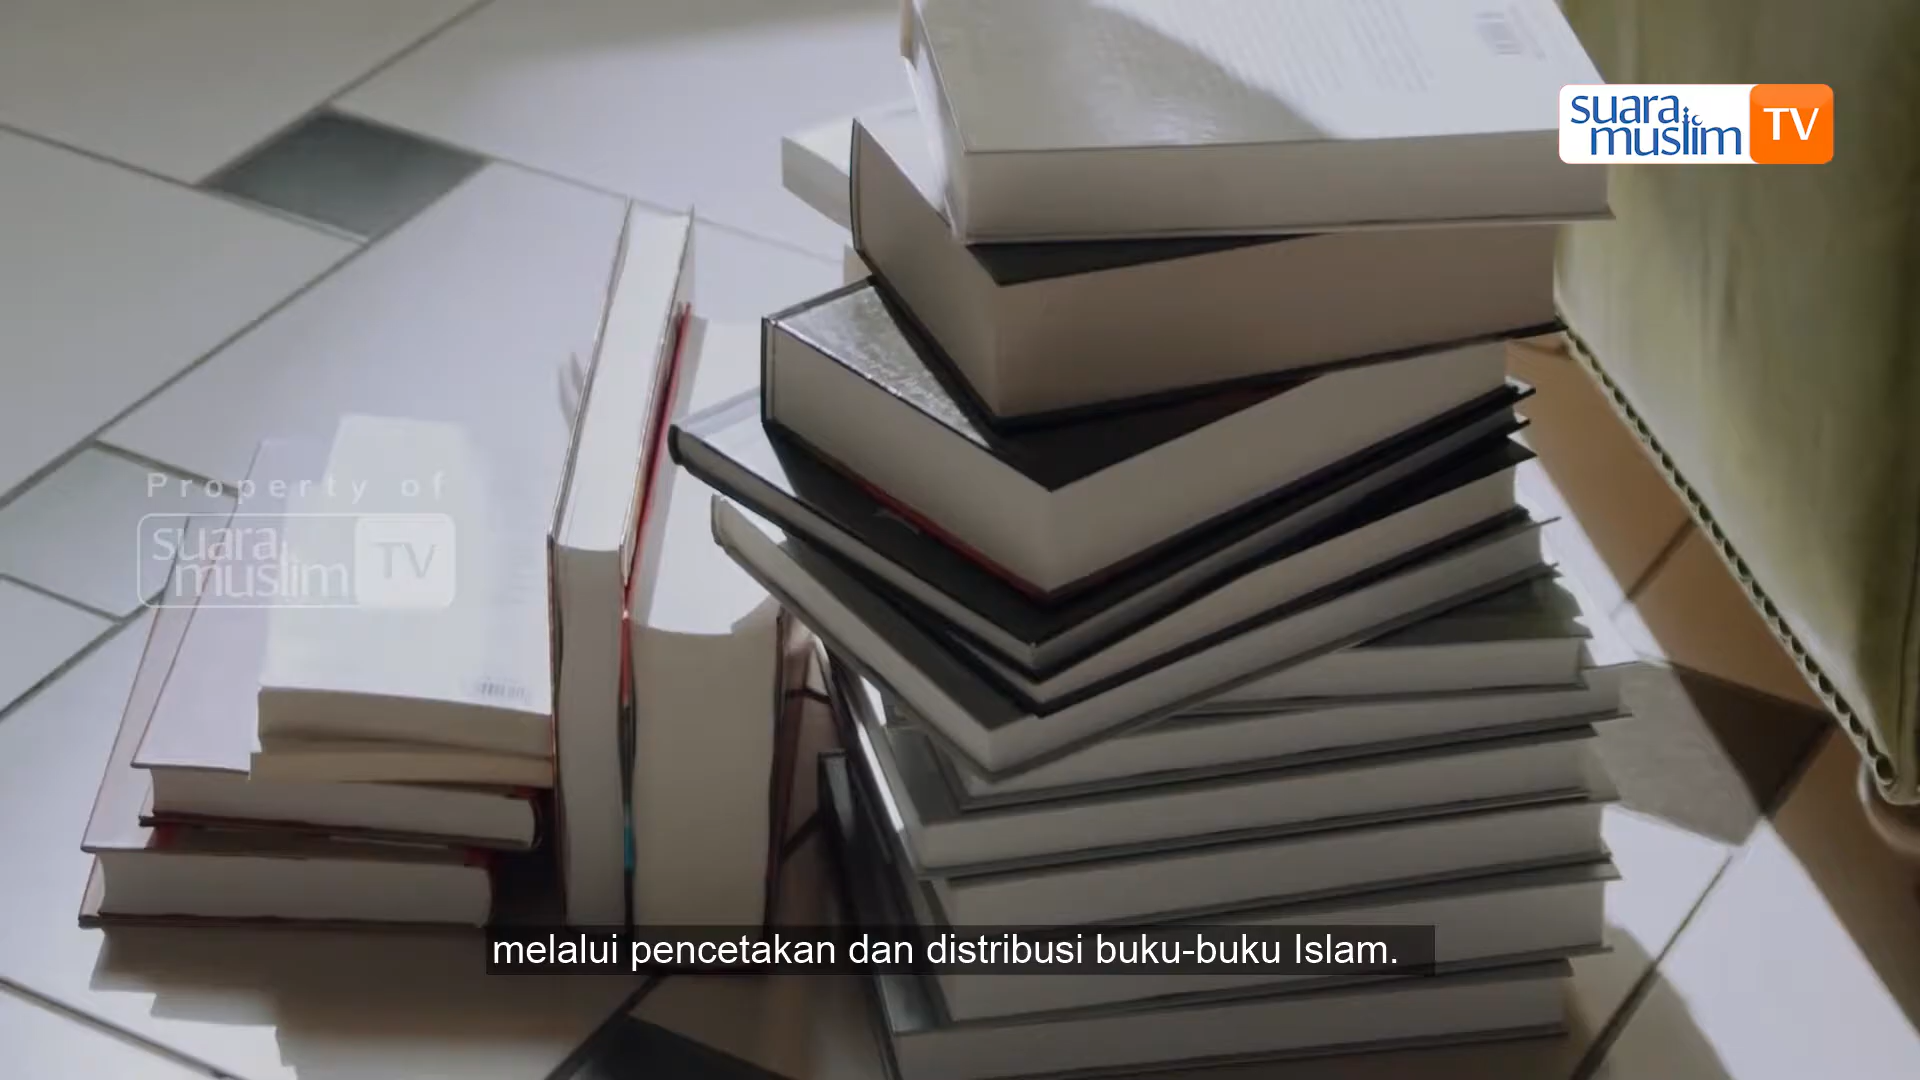 suara
muslim TV
Property of
suara
muslim TV
melalui pencetakan dan distribusi buku-buku Islam.